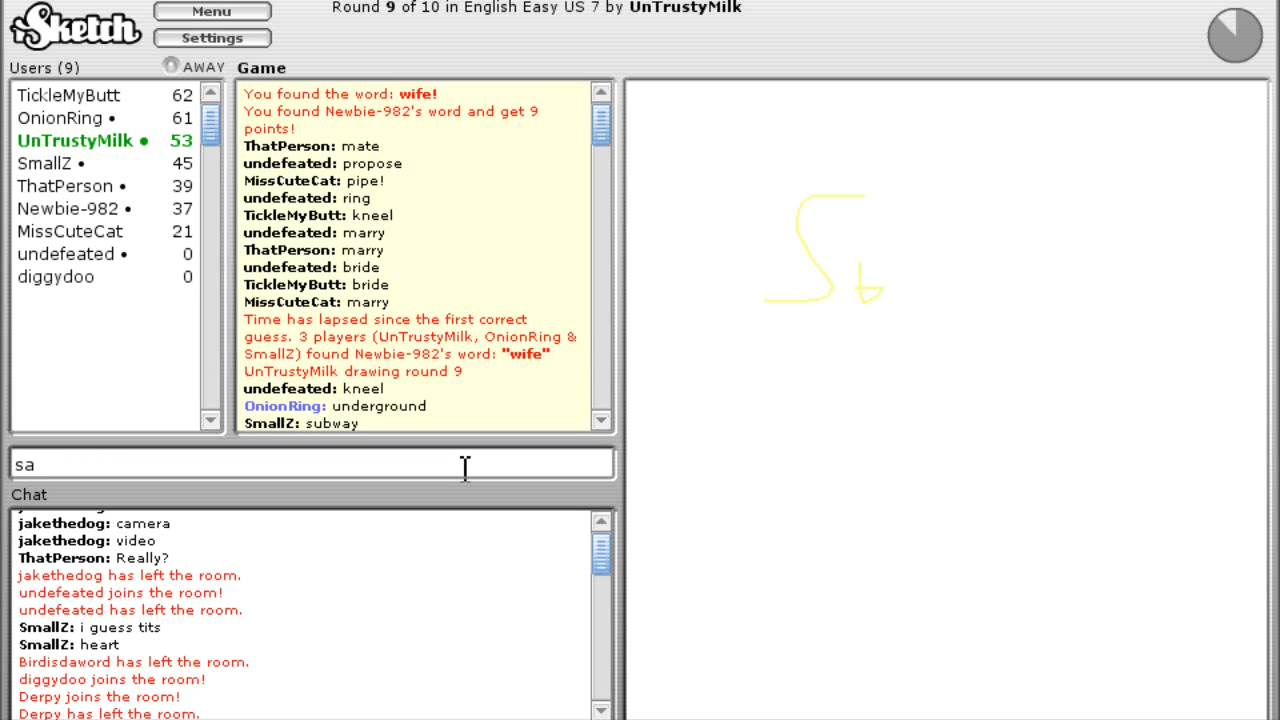 iSketch
Menu
Settings
Round 9 of 10 in English Easy US 7 by UnTrustyMilk
Users (9)
AWAY
TickleMyButt 62
OnionRing • 61
UnTrustyMilk • 53
SmallZ • 45
ThatPerson • 39
Newbie-982 • 37
MissCuteCat 21
undefeated • 0
diggydoo 0
Game
You found the word: wife!
You found Newbie-982's word and get 9
points!
ThatPerson: mate
undefeated: propose
MissCuteCat: pipe!
undefeated: ring
TickleMyButt: kneel
undefeated: marry
ThatPerson: marry
undefeated: bride
TickleMyButt: bride
MissCuteCat: marry
Time has lapsed since the first correct
guess. 3 players (UnTrustyMilk, OnionRing &
SmallZ) found Newbie-982's word: "wife"
UnTrustyMilk drawing round 9
undefeated: kneel
OnionRing: underground
SmallZ: subway
sa
Chat
jakethedog: camera
jakethedog: video
ThatPerson: Really?
jakethedog has left the room.
undefeated joins the room!
undefeated has left the room.
SmallZ: i guess tits
SmallZ: heart
Birdisdaword has left the room.
diggydoo joins the room!
Derpy joins the room!
Derpy has left the room.